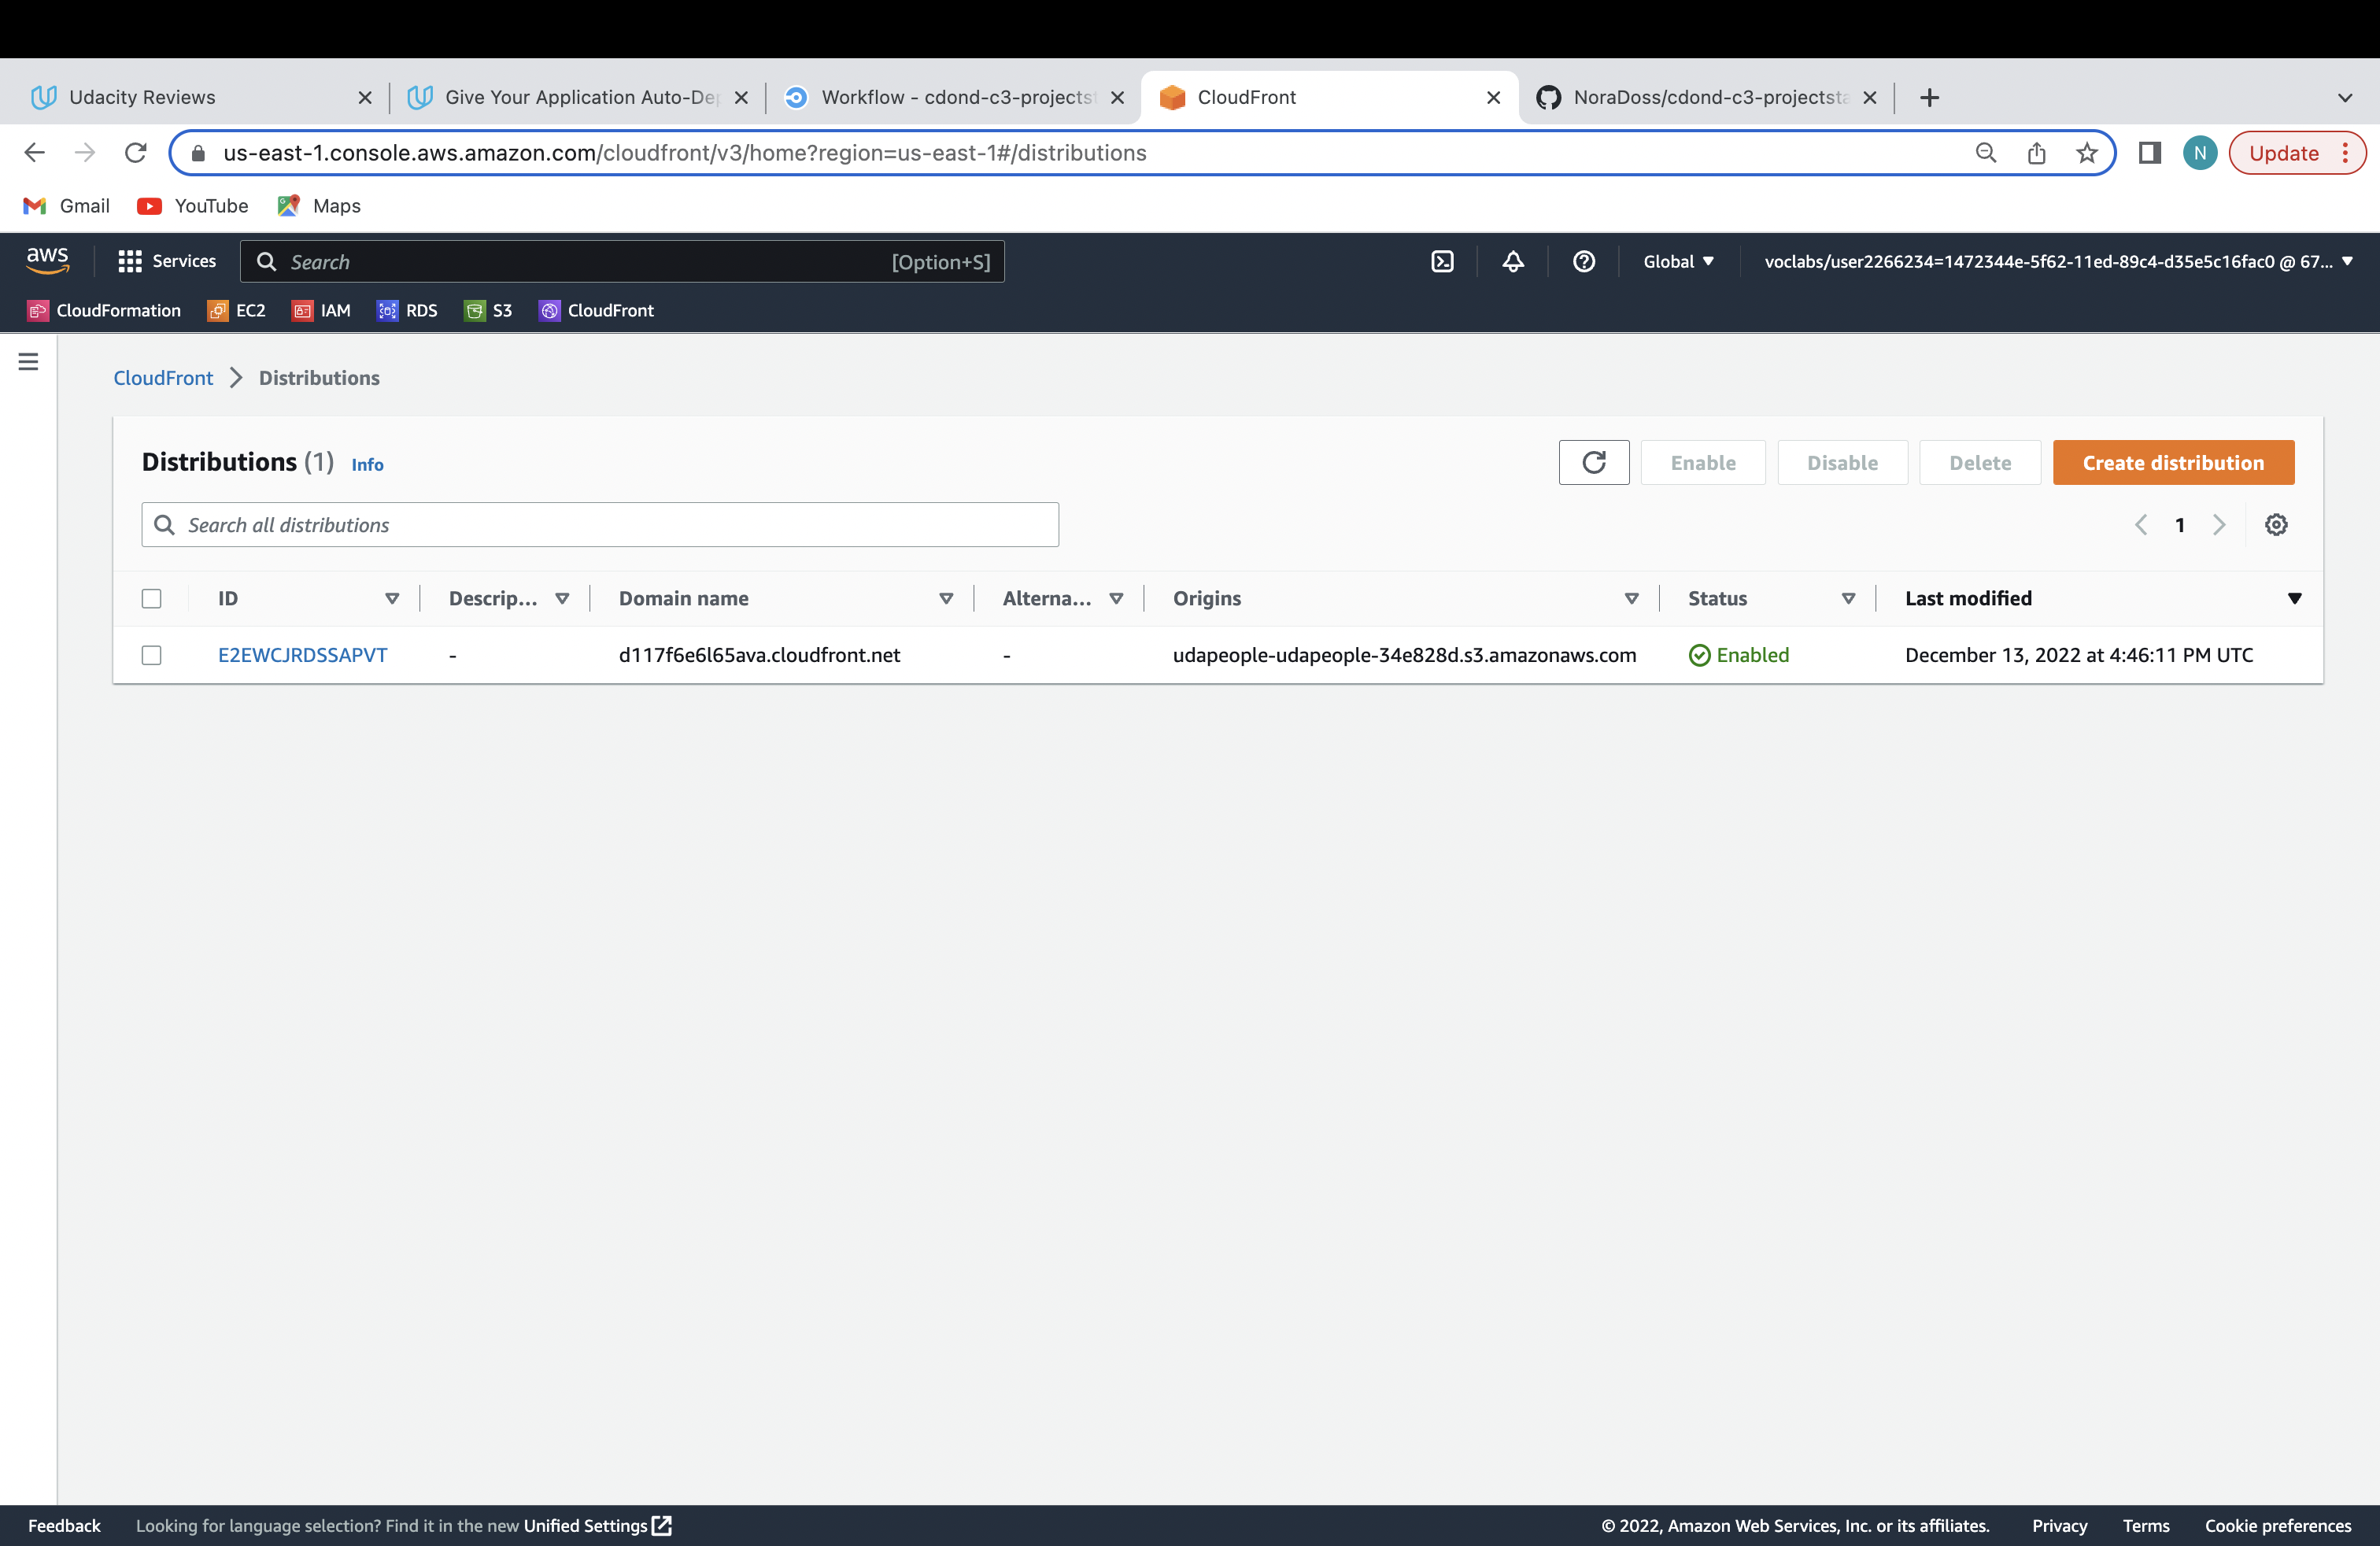 Udacity Reviews
Give Your Application Auto-De
Workflow - cdond-c3-projects
CloudFront
NoraDoss/cdond-c3-projectsta
us-east-1.console.aws.amazon.com/cloudfront/v3/home?region=us-east-1#/distributions
N
Update
Gmail
YouTube
Maps
aws
Services
Search
[Option+S]
Global
voclabs/user2266234=1472344e-5f62-11ed-89c4-d35e5c16fac0 @ 67...
CloudFormation
EC2
IAM
RDS
S3
CloudFront
CloudFront
Distributions
Distributions (1) Info
Enable
Disable
Delete
Create distribution
Search all distributions
1
ID
Descrip...
Domain name
Alterna...
Origins
Status
Last modified
E2EWCJRDSSAPVT
-
d117f6e6l65ava.cloudfront.net
-
udapeople-udapeople-34e828d.s3.amazonaws.com
Enabled
December 13, 2022 at 4:46:11 PM UTC
Feedback
Looking for language selection? Find it in the new Unified Settings
© 2022, Amazon Web Services, Inc. or its affiliates.
Privacy
Terms
Cookie preferences